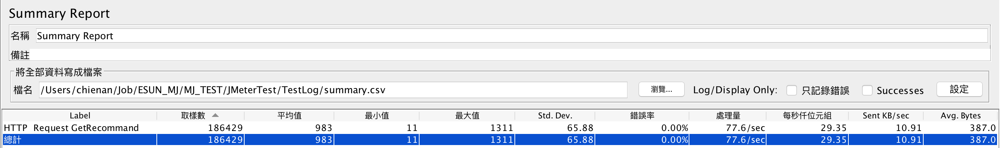 Summary Report
名稱 Summary Report
備註
將全部資料寫成檔案
檔名 /Users/chienan/Job/ESUN_MJ/MJ_TEST/JMeterTest/TestLog/summary.csv 瀏覽... Log/Display Only: 只記錄錯誤 Successes 設定
Label 取樣數 平均值 最小值 最大值 Std. Dev. 錯誤率 處理量 每秒仟位元組 Sent KB/sec Avg. Bytes
HTTP Request GetRecommand 186429 983 11 1311 65.88 0.00% 77.6/sec 29.35 10.91 387.0
總計 186429 983 11 1311 65.88 0.00% 77.6/sec 29.35 10.91 387.0